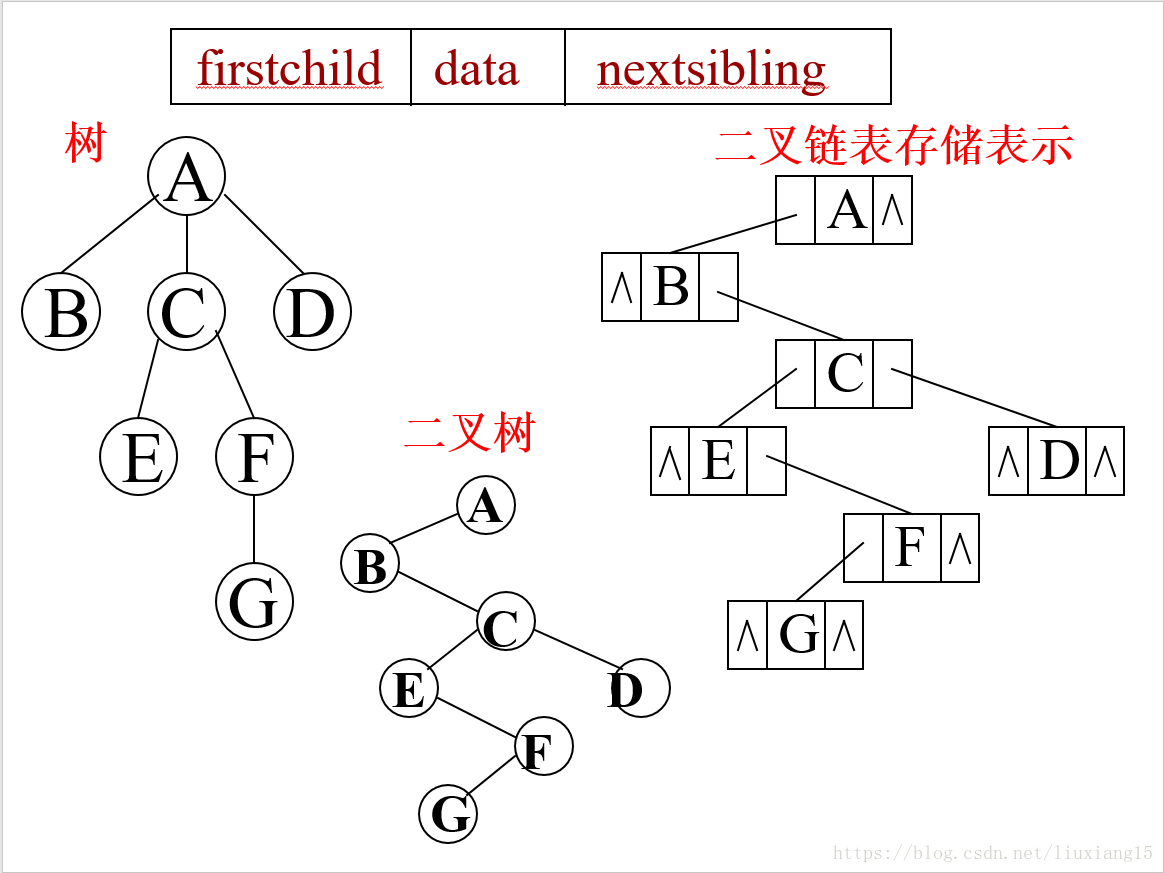 firstchild data nextsibling
树
二叉链表存储表示
A
B C D
E F
G
二叉树
A
B
C
E D
F
G
A ∧
∧ B
C
∧ E
∧ D ∧
F ∧
∧ G ∧
https://blog.csdn.net/liuxiang15